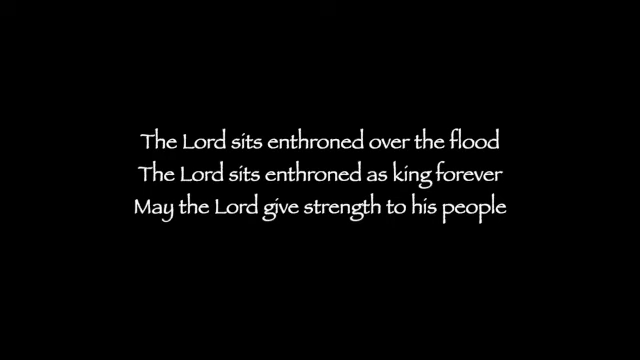 The Lord sits enthroned over the flood
The Lord sits enthroned as king forever
May the Lord give strength to his people